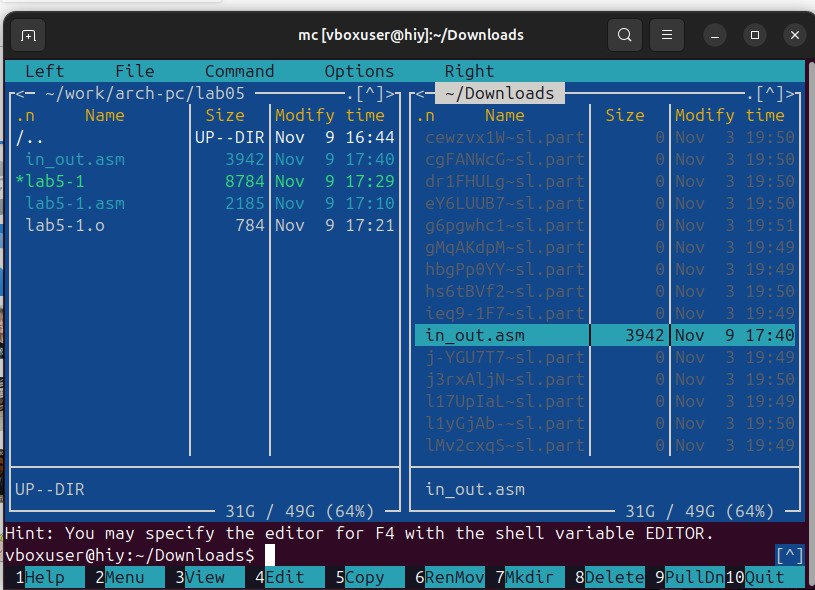 mc [vboxuser@hiy]:~/Downloads
Left File Command Options Right
<─ ~/work/arch-pc/lab05 .[^]> <─ ~/Downloads .[^]>
.n Name Size Modify time .n Name Size Modify time
/.. UP--DIR Nov 9 16:44 cewzvx1W~sl.part 0 Nov 3 19:50
in_out.asm 3942 Nov 9 17:40 cgFANWcG~sl.part 0 Nov 3 19:50
*lab5-1 8784 Nov 9 17:29 dr1FHULg~sl.part 0 Nov 3 19:50
lab5-1.asm 2185 Nov 9 17:10 eY6LUUB7~sl.part 0 Nov 3 19:50
lab5-1.o 784 Nov 9 17:21 g6pgwhc1~sl.part 0 Nov 3 19:51
gMqAKdpM~sl.part 0 Nov 3 19:49
hbgPp0YY~sl.part 0 Nov 3 19:49
hs6tBVf2~sl.part 0 Nov 3 19:50
ieq9-1F7~sl.part 0 Nov 3 19:49
in_out.asm 3942 Nov 9 17:40
j-YGU7T7~sl.part 0 Nov 3 19:49
j3rxAljN~sl.part 0 Nov 3 19:50
l17UpIaL~sl.part 0 Nov 3 19:49
l1yGjAb-~sl.part 0 Nov 3 19:50
lMv2cxqS~sl.part 0 Nov 3 19:49
UP--DIR in_out.asm
31G / 49G (64%) 31G / 49G (64%)
Hint: You may specify the editor for F4 with the shell variable EDITOR.
vboxuser@hiy:~/Downloads$ [^]
1Help 2Menu 3View 4Edit 5Copy 6RenMov 7Mkdir 8Delete 9PullDn 10Quit